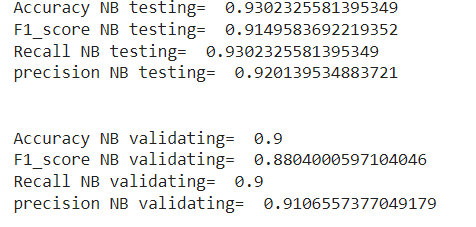 Accuracy NB testing=  0.9302325581395349
F1_score NB testing=  0.9149583692219352
Recall NB testing=  0.9302325581395349
precision NB testing=  0.920139534883721
Accuracy NB validating=  0.9
F1_score NB validating=  0.8804000597104046
Recall NB validating=  0.9
precision NB validating=  0.9106557377049179